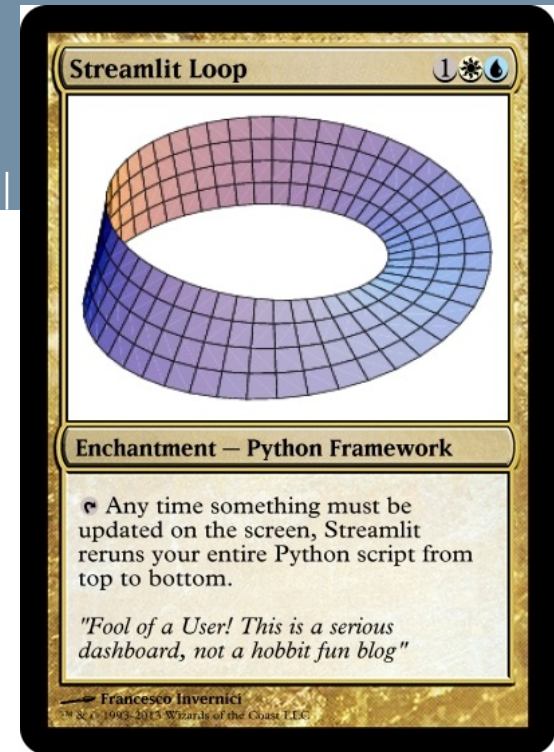 Streamlit Loop 1
Enchantment — Python Framework
Any time something must be
updated on the screen, Streamlit
reruns your entire Python script from
top to bottom.
"Fool of a User! This is a serious
dashboard, not a hobbit fun blog"
Francesco Invernici
™ & © 1993-2013 Wizards of the Coast LLC